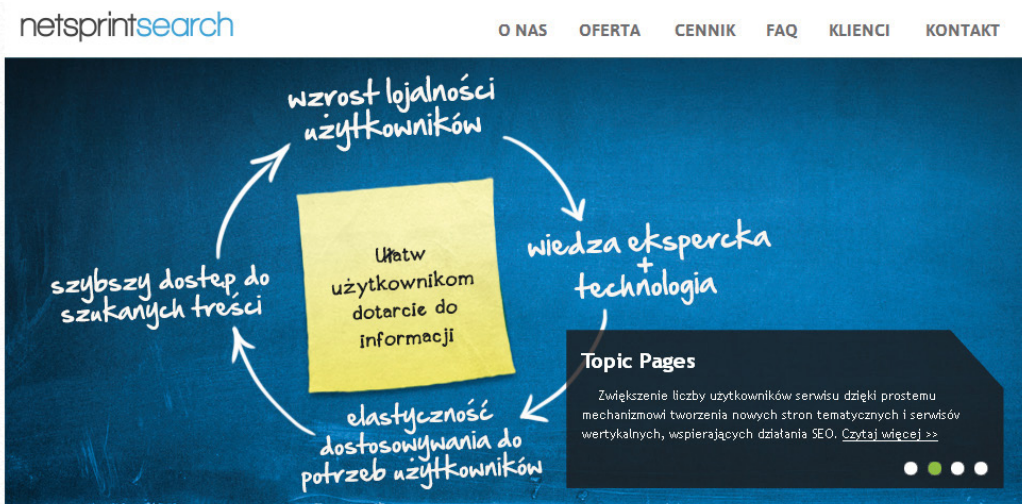 netsprintsearch
O NAS OFERTA CENNIK FAQ KLIENCI KONTAKT
wzrost lojalności
użytkowników
wiedza ekspercka
+
technologia
elastyczność
dostosowywania do
potrzeb użytkowników
szybszy dostęp do
szukanych treści
Ułatw
użytkownikom
dotarcie do
informacji
Topic Pages
Zwiększenie liczby użytkowników serwisu dzięki prostemu
mechanizmowi tworzenia nowych stron tematycznych i serwisów
wertykalnych, wspierających działania SEO. Czytaj więcej >>